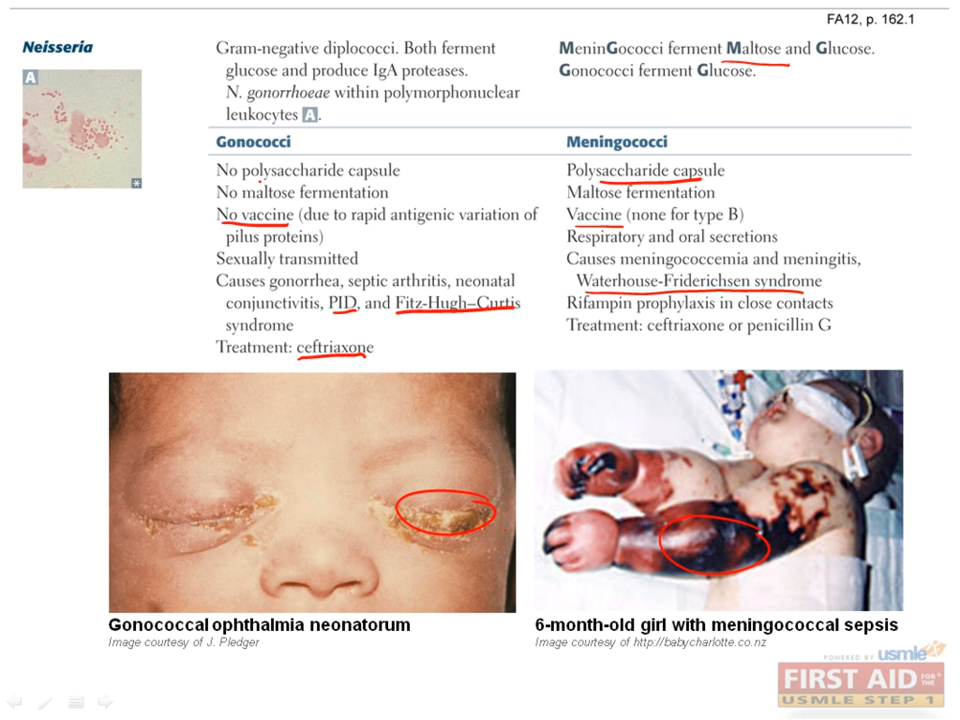 FA12, p. 162.1
Neisseria
Gram-negative diplococci. Both ferment
glucose and produce IgA proteases.
N. gonorrhoeae within polymorphonuclear
leukocytes A.
MeninGococci ferment Maltose and Glucose.
Gonococci ferment Glucose.
A
Gonococci
No polysaccharide capsule
No maltose fermentation
No vaccine (due to rapid antigenic variation of
pilus proteins)
Sexually transmitted
Causes gonorrhea, septic arthritis, neonatal
conjunctivitis, PID, and Fitz-Hugh–Curtis
syndrome
Treatment: ceftriaxone
Meningococci
Polysaccharide capsule
Maltose fermentation
Vaccine (none for type B)
Respiratory and oral secretions
Causes meningococcemia and meningitis,
Waterhouse-Friderichsen syndrome
Rifampin prophylaxis in close contacts
Treatment: ceftriaxone or penicillin G
Gonococcal ophthalmia neonatorum
Image courtesy of J. Pledger
6-month-old girl with meningococcal sepsis
Image courtesy of http://babycharlotte.co.nz
POWERED BY usmle
FIRST AID FOR THE
USMLE STEP 1